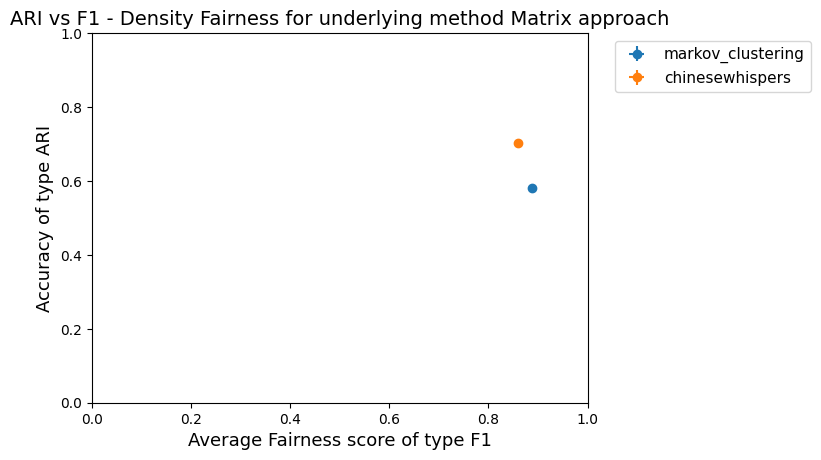 ARI vs F1 - Density Fairness for underlying method Matrix approach
markov_clustering
chinesewhispers
Accuracy of type ARI
1.0
0.8
0.6
0.4
0.2
0.0
0.0 0.2 0.4 0.6 0.8 1.0
Average Fairness score of type F1